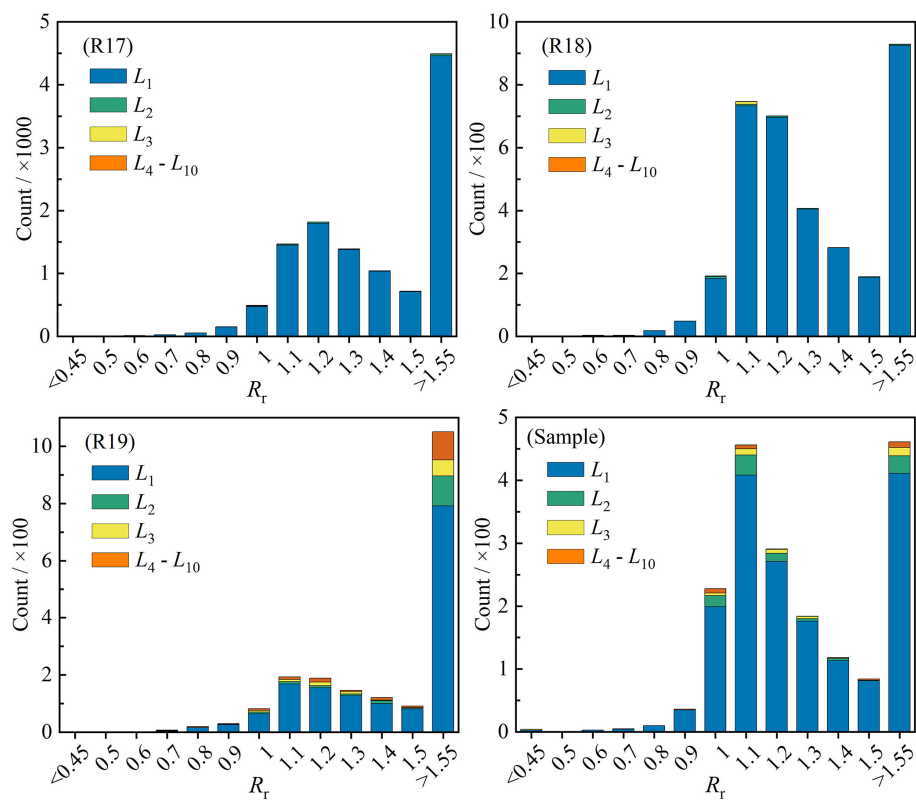 (R17)
L1
L2
L3
L4 - L10
Count / ×1000
5
4
3
2
1
0
<0.45 0.5 0.6 0.7 0.8 0.9 1 1.1 1.2 1.3 1.4 1.5 >1.55
Rr
(R18)
L1
L2
L3
L4 - L10
Count / ×100
10
8
6
4
2
0
<0.45 0.5 0.6 0.7 0.8 0.9 1 1.1 1.2 1.3 1.4 1.5 >1.55
Rr
(R19)
L1
L2
L3
L4 - L10
Count / ×100
10
8
6
4
2
0
<0.45 0.5 0.6 0.7 0.8 0.9 1 1.1 1.2 1.3 1.4 1.5 >1.55
Rr
(Sample)
L1
L2
L3
L4 - L10
Count / ×100
5
4
3
2
1
0
<0.45 0.5 0.6 0.7 0.8 0.9 1 1.1 1.2 1.3 1.4 1.5 >1.55
Rr